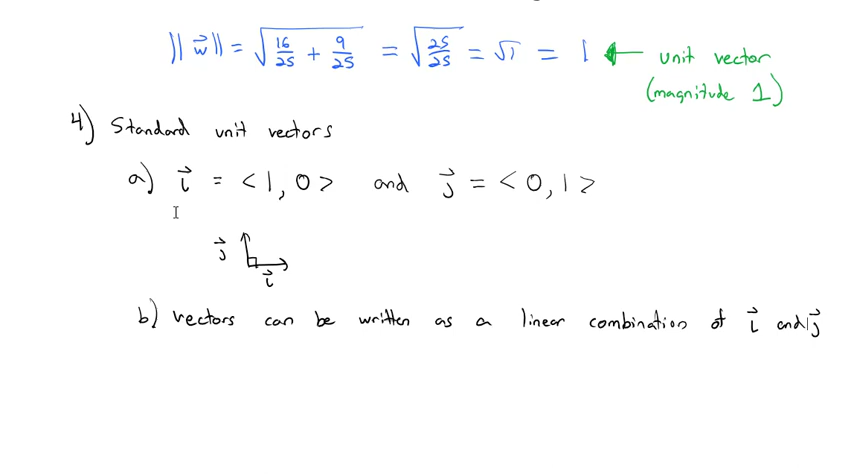 ||w⃗|| = √(16/25 + 9/25) = √(25/25) = √1 = 1 ← unit vector
(magnitude 1)
4) Standard unit vectors
a) i⃗ = <1, 0> and j⃗ = <0, 1>
j⃗
i⃗
b) vectors can be written as a linear combination of i⃗ and j⃗